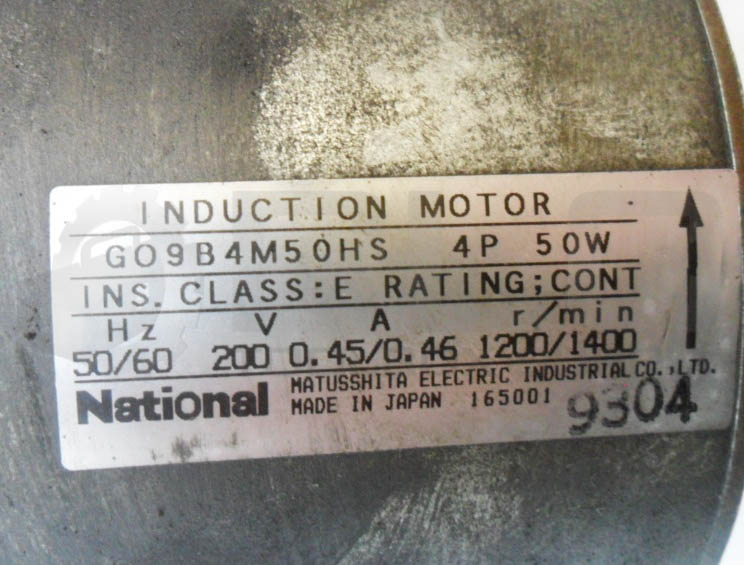 INDUCTION MOTOR
G09B4M50HS 4P 50W
INS. CLASS:E RATING;CONT
Hz V A r/min
50/60 200 0.45/0.46 1200/1400
National MATUSSHITA ELECTRIC INDUSTRIAL CO.,LTD.
MADE IN JAPAN 165001 9304